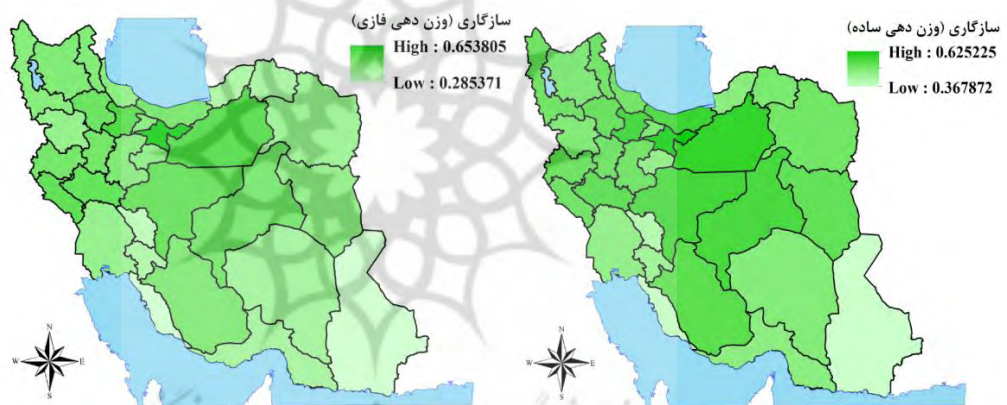 سازگاری (وزن دهی فازی)
High : 0.653805
Low : 0.285371
N
W E
S
سازگاری (وزن دهی ساده)
High : 0.625225
Low : 0.367872
N
W E
S